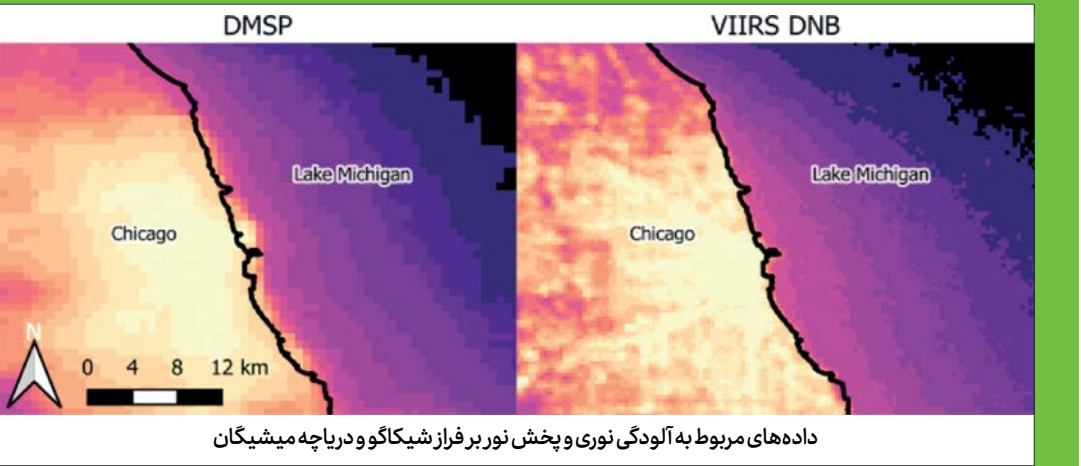 DMSP
VIIRS DNB
Lake Michigan
Lake Michigan
Chicago
Chicago
N
0 4 8 12 km
داده‌های مربوط به آلودگی نوری و پخش نور بر فراز شیکاگو و دریاچه میشیگان